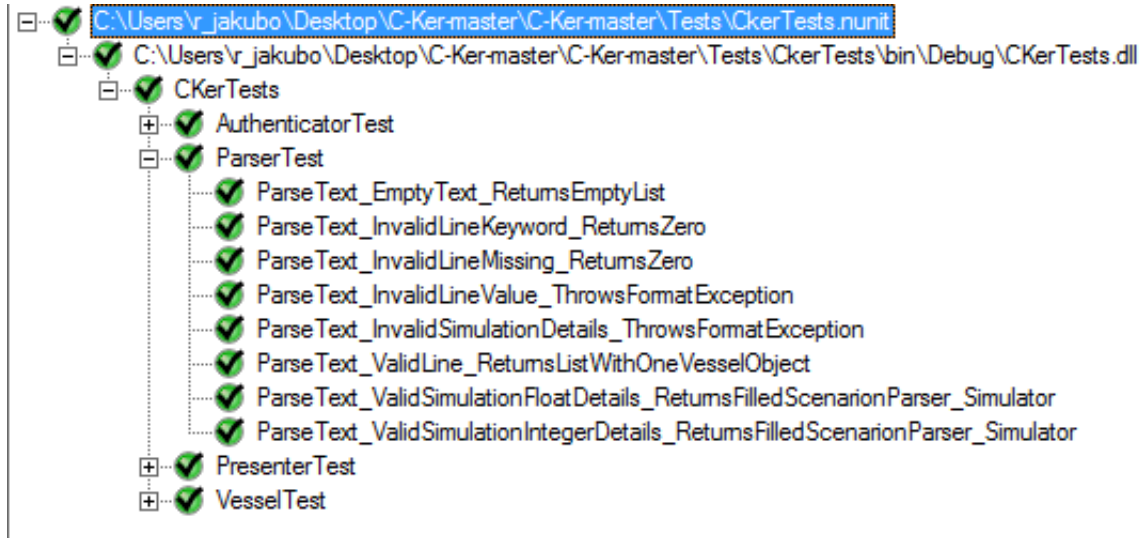 C:\Users\r_jakubo\Desktop\C-Ker-master\C-Ker-master\Tests\CkerTests.nunit
C:\Users\r_jakubo\Desktop\C-Ker-master\C-Ker-master\Tests\CkerTests\bin\Debug\CKerTests.dll
CKerTests
AuthenticatorTest
ParserTest
ParseText_EmptyText_ReturnsEmptyList
ParseText_InvalidLineKeyword_ReturnsZero
ParseText_InvalidLineMissing_ReturnsZero
ParseText_InvalidLineValue_ThrowsFormatException
ParseText_InvalidSimulationDetails_ThrowsFormatException
ParseText_ValidLine_ReturnsListWithOneVesselObject
ParseText_ValidSimulationFloatDetails_ReturnsFilledScenarionParser_Simulator
ParseText_ValidSimulationIntegerDetails_ReturnsFilledScenarionParser_Simulator
PresenterTest
VesselTest